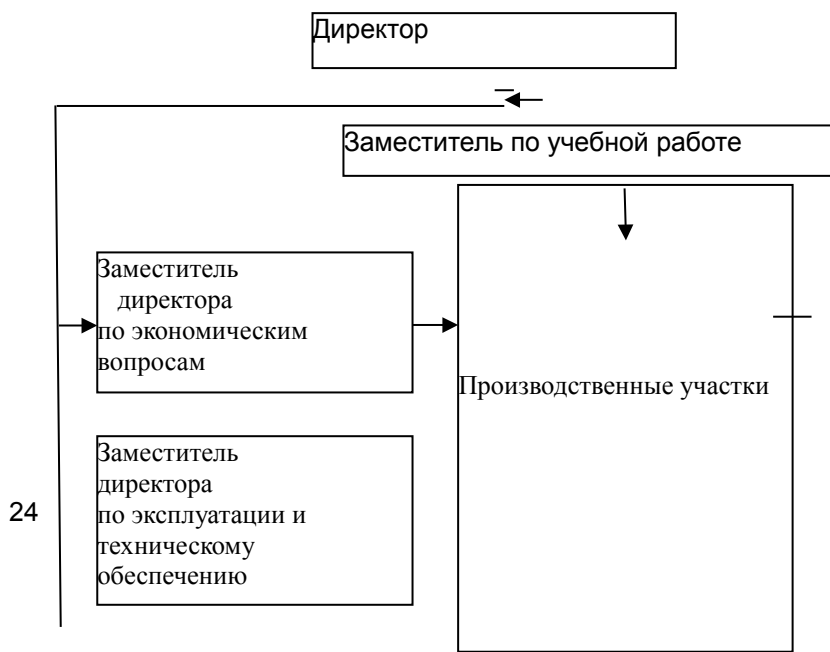 Директор
Заместитель по учебной работе
Заместитель
директора
по экономическим
вопросам
Производственные участки
Заместитель
директора
по эксплуатации и
техническому
обеспечению
24